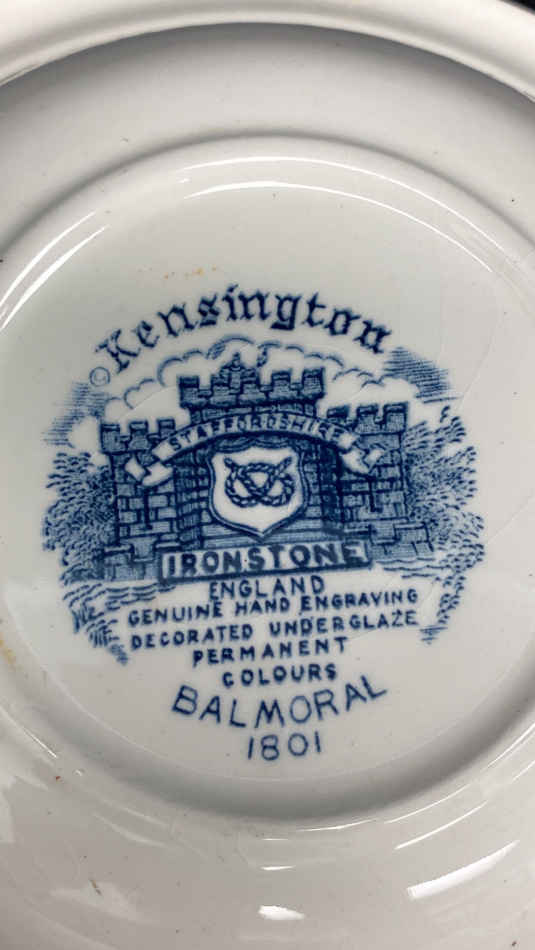 Kensington
©
STAFFORDSHIRE
IRONSTONE
ENGLAND
GENUINE HAND ENGRAVING
DECORATED UNDERGLAZE
PERMANENT
COLOURS
BALMORAL
1801